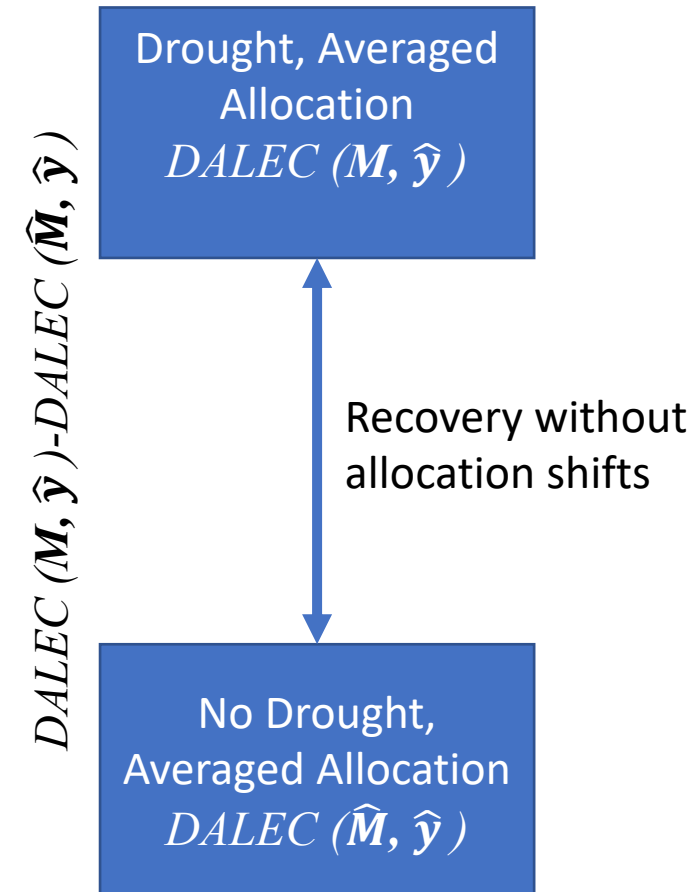 Drought, Averaged
Allocation
DALEC (M, ŷ )
DALEC (M, ŷ )-DALEC (M̂, ŷ )
Recovery without
allocation shifts
No Drought,
Averaged Allocation
DALEC (M̂, ŷ )